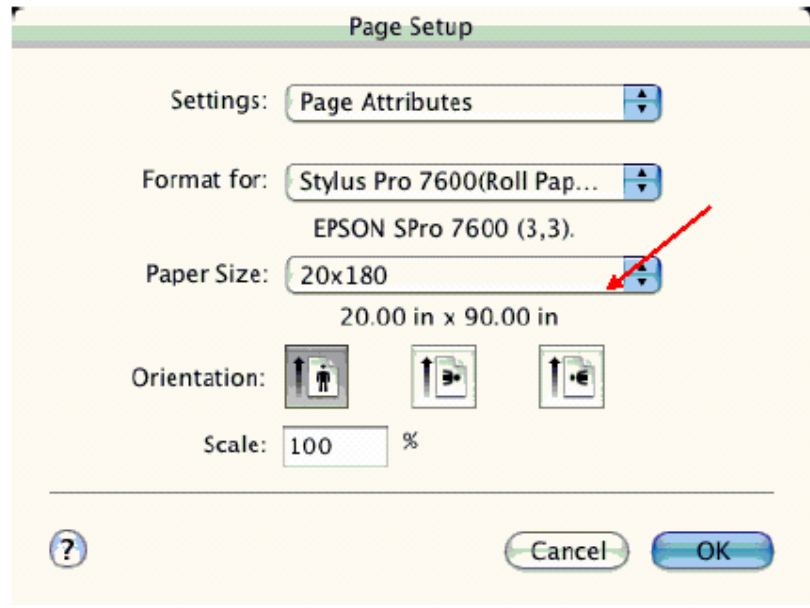 Page Setup
Settings: Page Attributes
Format for: Stylus Pro 7600(Roll Pap...
EPSON SPro 7600 (3,3).
Paper Size: 20x180
20.00 in x 90.00 in
Orientation:
Scale: 100 %
? Cancel OK